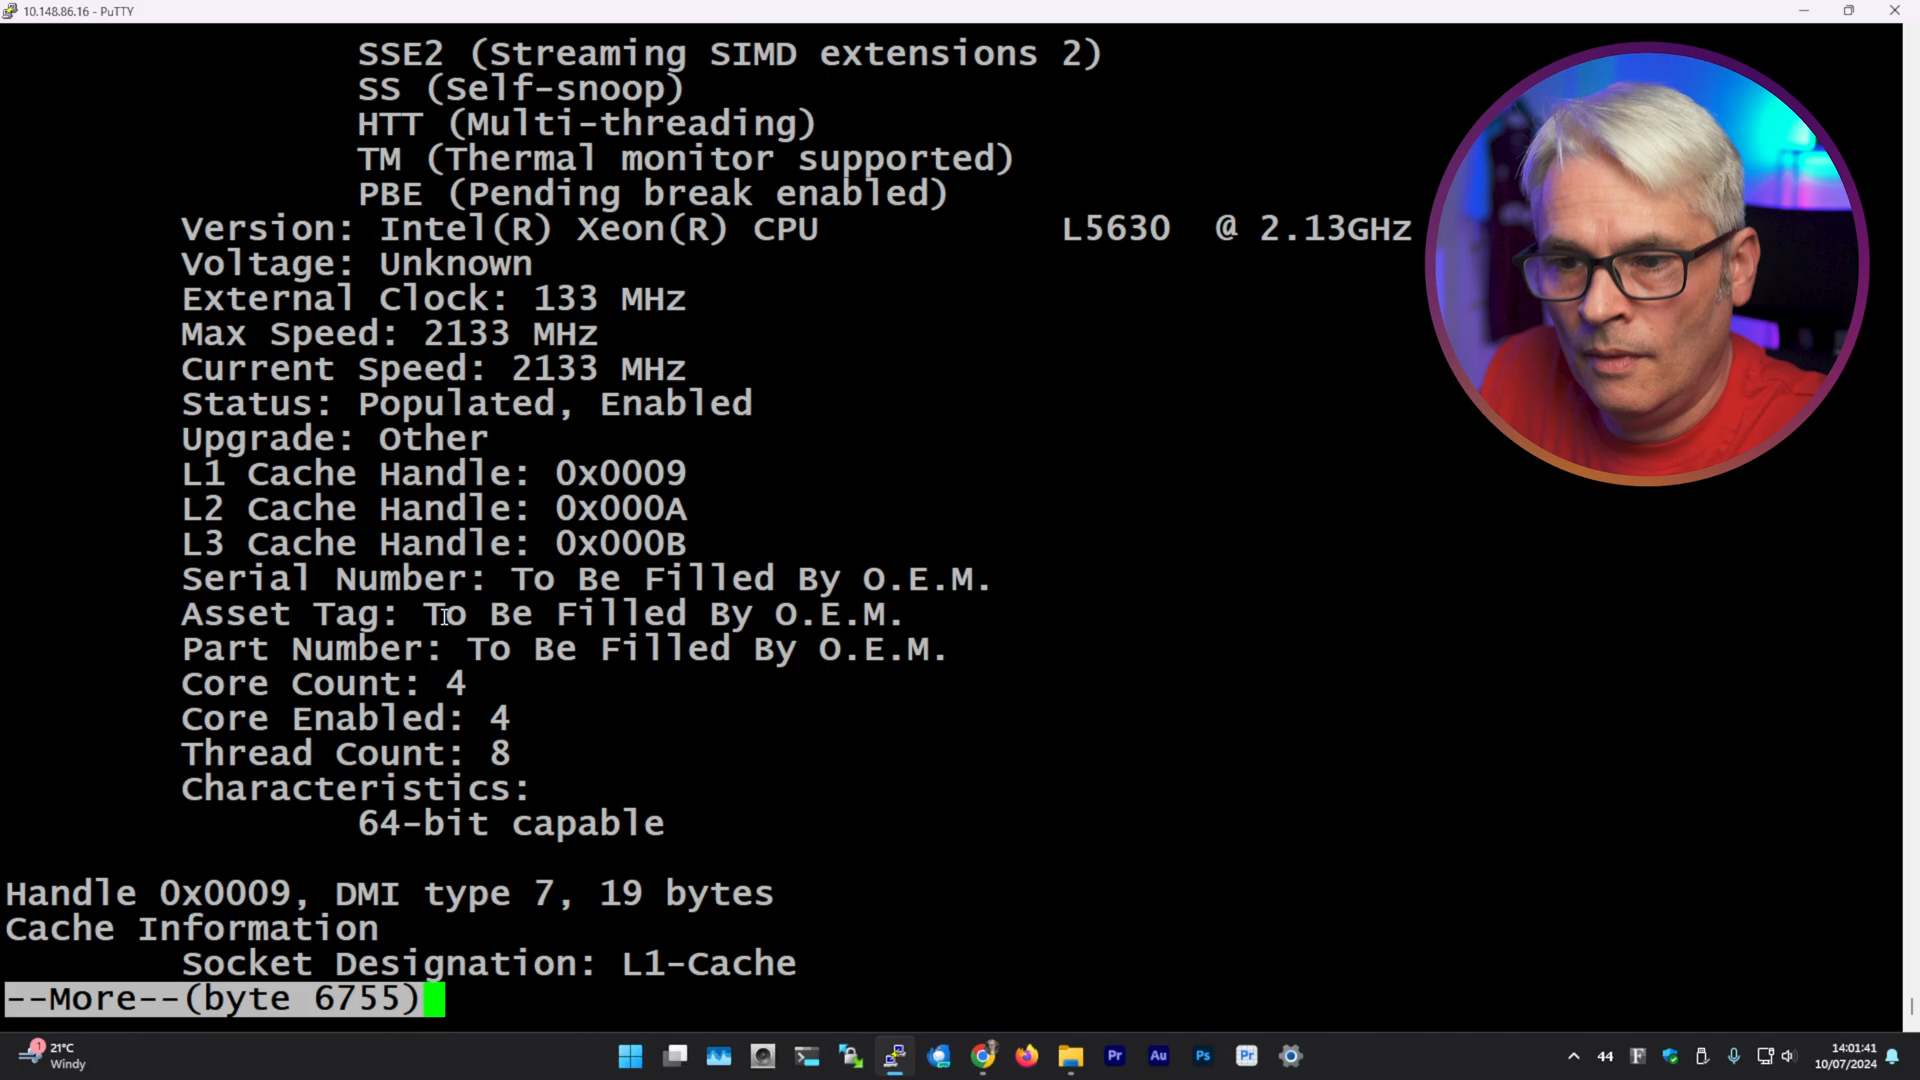 10.148.86.16 - PuTTY
SSE2 (Streaming SIMD extensions 2)
SS (Self-snoop)
HTT (Multi-threading)
TM (Thermal monitor supported)
PBE (Pending break enabled)
Version: Intel(R) Xeon(R) CPU           L5630  @ 2.13GHz
Voltage: Unknown
External Clock: 133 MHz
Max Speed: 2133 MHz
Current Speed: 2133 MHz
Status: Populated, Enabled
Upgrade: Other
L1 Cache Handle: 0x0009
L2 Cache Handle: 0x000A
L3 Cache Handle: 0x000B
Serial Number: To Be Filled By O.E.M.
Asset Tag: To Be Filled By O.E.M.
Part Number: To Be Filled By O.E.M.
Core Count: 4
Core Enabled: 4
Thread Count: 8
Characteristics:
64-bit capable
Handle 0x0009, DMI type 7, 19 bytes
Cache Information
Socket Designation: L1-Cache
--More--(byte 6755)
1
21°C
Windy
Pr
Au
Ps
Pr
44
F
14:01:41
10/07/2024